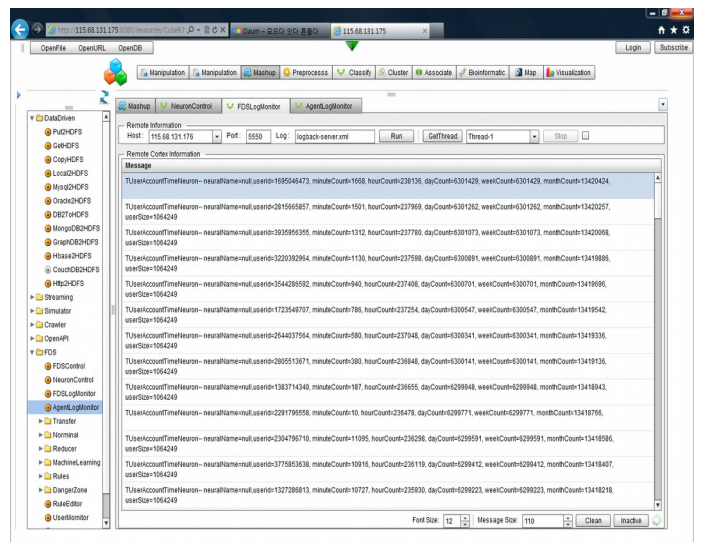 http://115.68.131.175:8080/resources/CubeR.h
Daum – 모으다 잇다 흔들다
115.68.131.175
OpenFile OpenURL OpenDB
Login Subscribe
Manipulation Manipulation Mashup Preprocesss Classify Cluster Associate Bioinformatic Map Visualization
Mashup NeuronControl FDSLogMonitor AgentLogMonitor
DataDriven
Put2HDFS
GetHDFS
CopyHDFS
Local2HDFS
Mysql2HDFS
Oracle2HDFS
DB2ToHDFS
MongoDB2HDFS
GraphDB2HDFS
Hbase2HDFS
CouchDB2HDFS
Http2HDFS
Streaming
Simulator
Crawler
OpenAPI
FDS
FDSControl
NeuronControl
FDSLogMonitor
AgentLogMonitor
Transfer
Norminal
Reducer
MachineLearning
Rules
DangerZone
RuleEditor
UserMornitor
Remote Information
Host: 115.68.131.176 Port: 5550 Log: logback-server.xml Run GetThread Thread-1 Stop
Remote Cortex Information
Message
TUserAccountTimeNeuron-- neuralName=null,userid=1695046473, minuteCount=1668, hourCount=238136, dayCount=6301429, weekCount=6301429, monthCount=13420424,
userSize=1064249
TUserAccountTimeNeuron-- neuralName=null,userid=2815665857, minuteCount=1501, hourCount=237969, dayCount=6301262, weekCount=6301262, monthCount=13420257,
userSize=1064249
TUserAccountTimeNeuron-- neuralName=null,userid=3935956355, minuteCount=1312, hourCount=237780, dayCount=6301073, weekCount=6301073, monthCount=13420068,
userSize=1064249
TUserAccountTimeNeuron-- neuralName=null,userid=3220392964, minuteCount=1130, hourCount=237598, dayCount=6300891, weekCount=6300891, monthCount=13419886,
userSize=1064249
TUserAccountTimeNeuron-- neuralName=null,userid=3544286592, minuteCount=940, hourCount=237408, dayCount=6300701, weekCount=6300701, monthCount=13419696,
userSize=1064249
TUserAccountTimeNeuron-- neuralName=null,userid=1723549707, minuteCount=786, hourCount=237254, dayCount=6300547, weekCount=6300547, monthCount=13419542,
userSize=1064249
TUserAccountTimeNeuron-- neuralName=null,userid=2644037564, minuteCount=580, hourCount=237048, dayCount=6300341, weekCount=6300341, monthCount=13419336,
userSize=1064249
TUserAccountTimeNeuron-- neuralName=null,userid=2805513671, minuteCount=380, hourCount=236848, dayCount=6300141, weekCount=6300141, monthCount=13419136,
userSize=1064249
TUserAccountTimeNeuron-- neuralName=null,userid=1383714340, minuteCount=187, hourCount=236655, dayCount=6299948, weekCount=6299948, monthCount=13418943,
userSize=1064249
TUserAccountTimeNeuron-- neuralName=null,userid=2291796558, minuteCount=10, hourCount=236478, dayCount=6299771, weekCount=6299771, monthCount=13418766,
TUserAccountTimeNeuron-- neuralName=null,userid=2304796710, minuteCount=11095, hourCount=236298, dayCount=6299591, weekCount=6299591, monthCount=13418586,
userSize=1064249
TUserAccountTimeNeuron-- neuralName=null,userid=3775853638, minuteCount=10916, hourCount=236119, dayCount=6299412, weekCount=6299412, monthCount=13418407,
userSize=1064249
TUserAccountTimeNeuron-- neuralName=null,userid=1327286813, minuteCount=10727, hourCount=235930, dayCount=6299223, weekCount=6299223, monthCount=13418218,
userSize=1064249
Font Size: 12 Message Size: 110 Clean Inactive